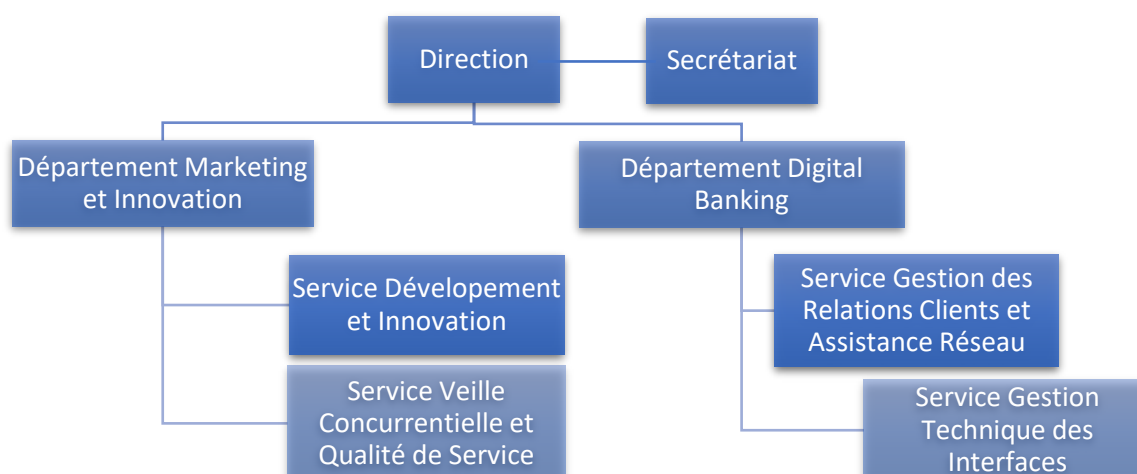 Direction
Secrétariat
Département Marketing
et Innovation
Département Digital
Banking
Service Dévelopement
et Innovation
Service Gestion des
Relations Clients et
Assistance Réseau
Service Veille
Concurrentielle et
Qualité de Service
Service Gestion
Technique des
Interfaces